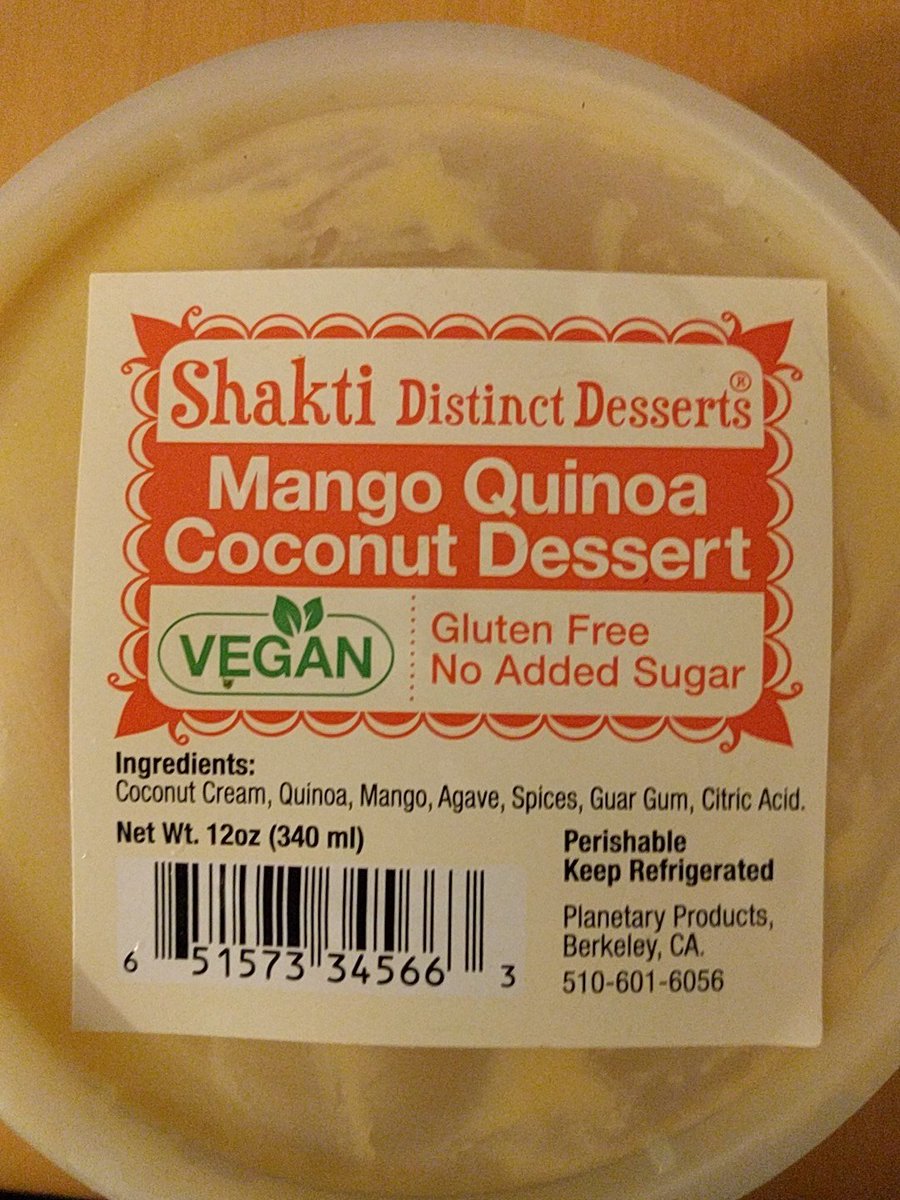 Shakti Distinct Desserts®
Mango Quinoa
Coconut Dessert
VEGAN
Gluten Free
No Added Sugar
Ingredients:
Coconut Cream, Quinoa, Mango, Agave, Spices, Guar Gum, Citric Acid.
Net Wt. 12oz (340 ml)
6 51573 34566 3
Perishable
Keep Refrigerated
Planetary Products,
Berkeley, CA.
510-601-6056